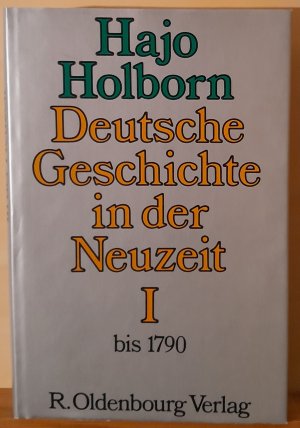 Hajo
Holborn
Deutsche
Geschichte
in der
Neuzeit
I
bis 1790
R. Oldenbourg Verlag